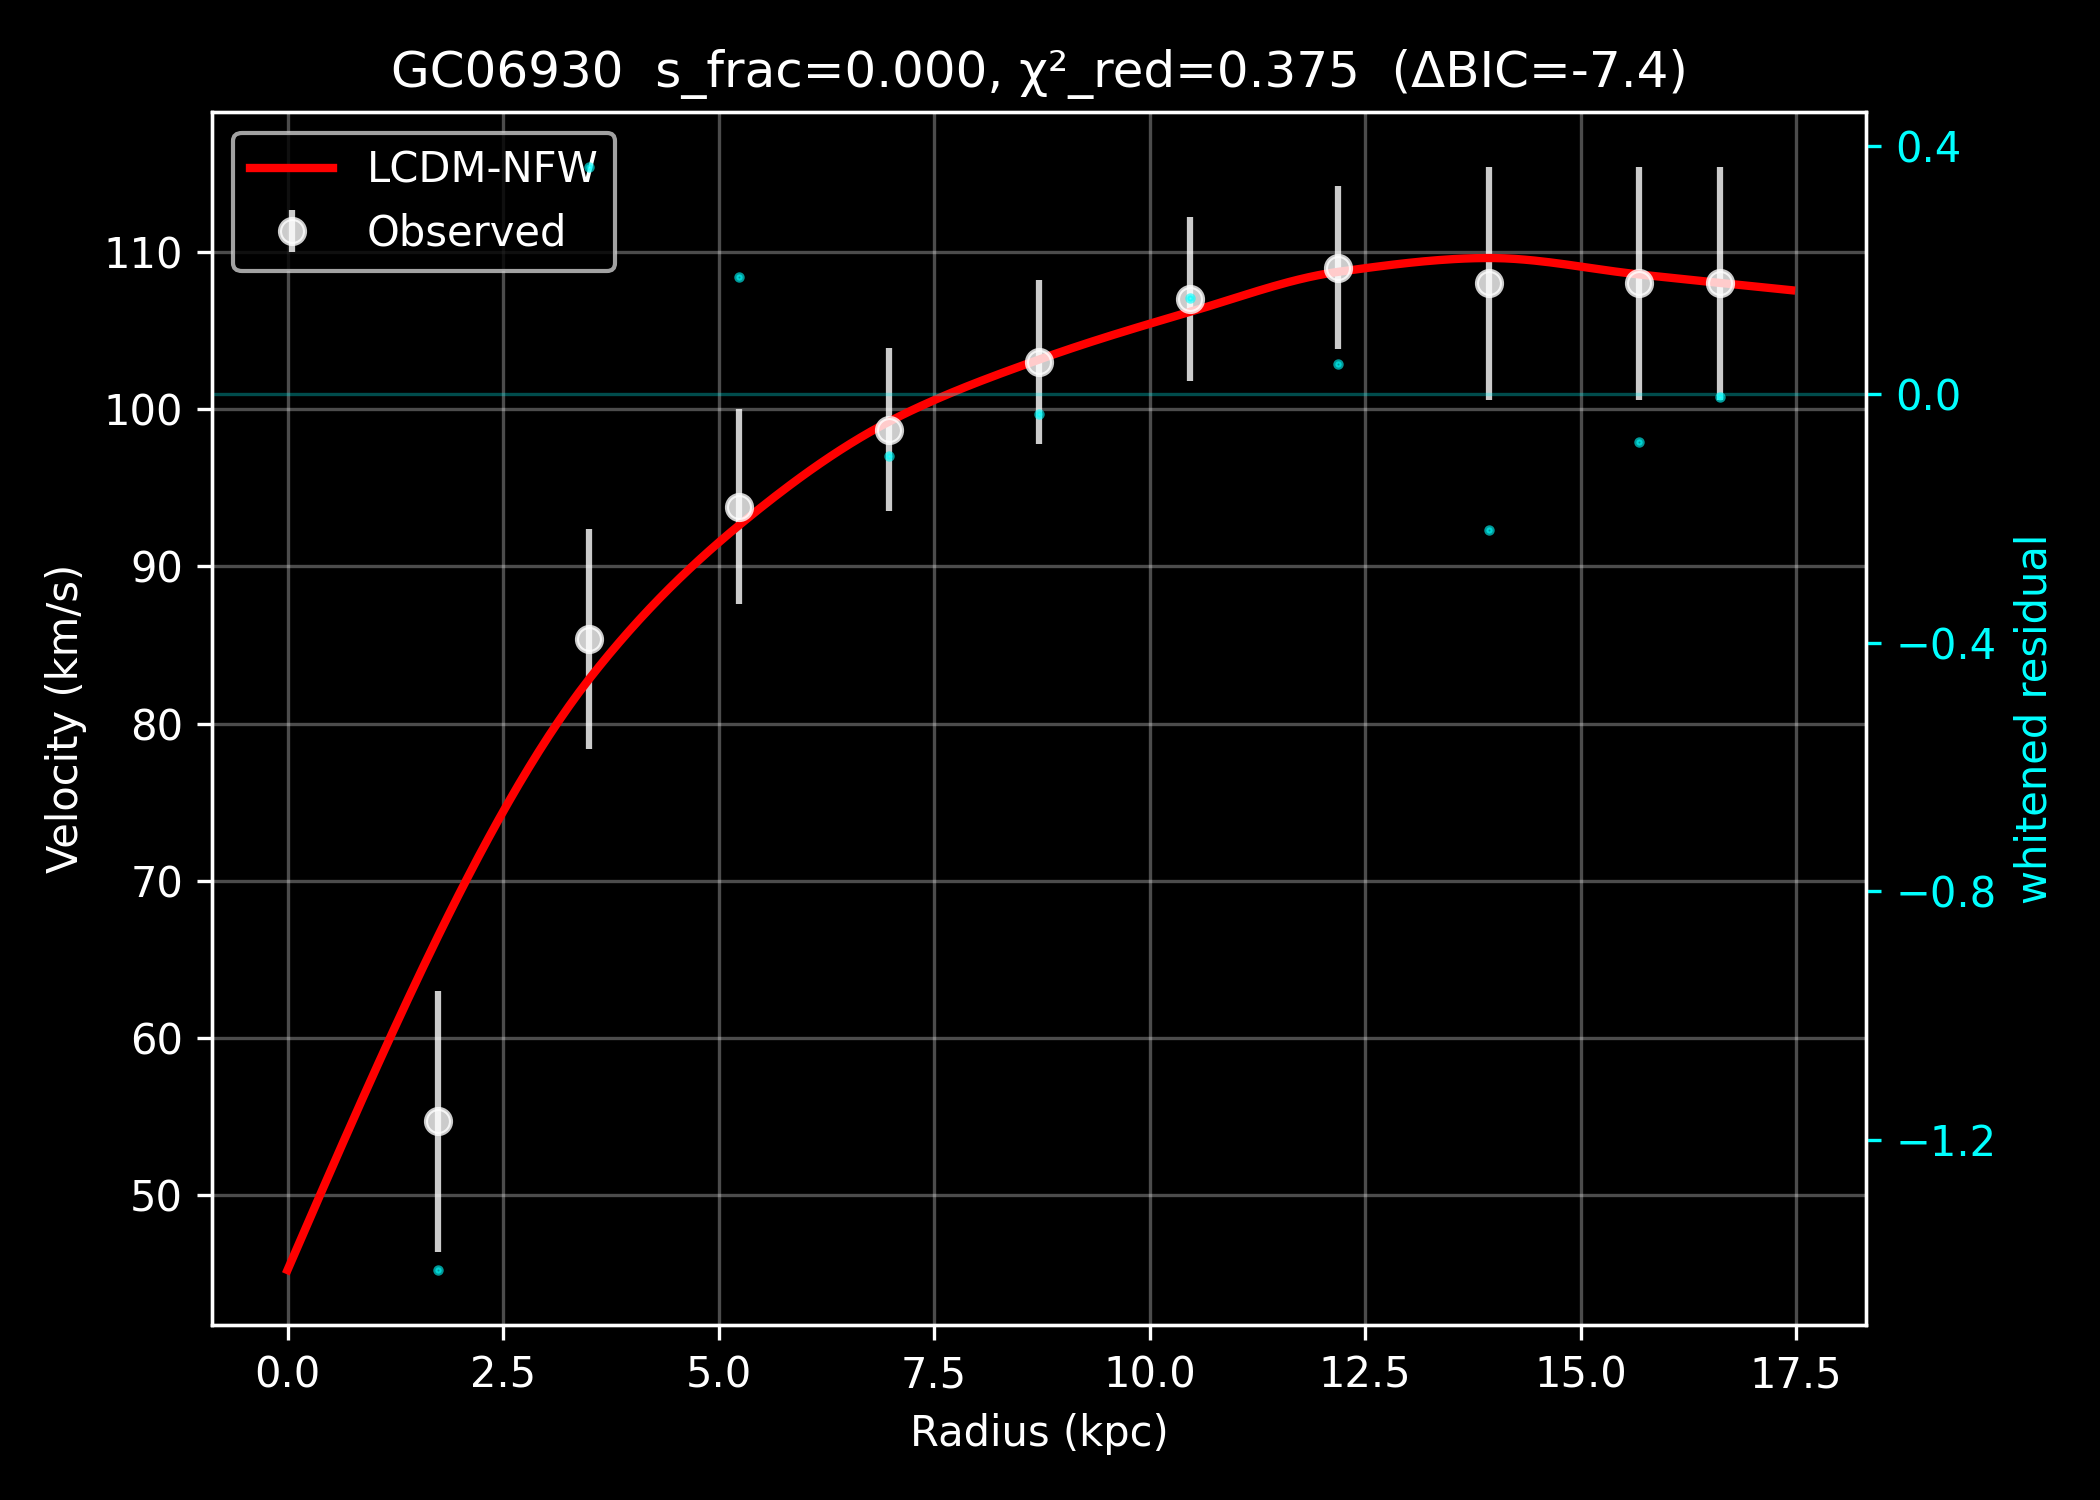 GC06930  s_frac=0.000, χ²_red=0.375  (ΔBIC=-7.4)
LCDM-NFW
Observed
110
100
90
80
70
60
50
Velocity (km/s)
0.4
0.0
−0.4
−0.8
−1.2
whitened residual
0.0 2.5 5.0 7.5 10.0 12.5 15.0 17.5
Radius (kpc)